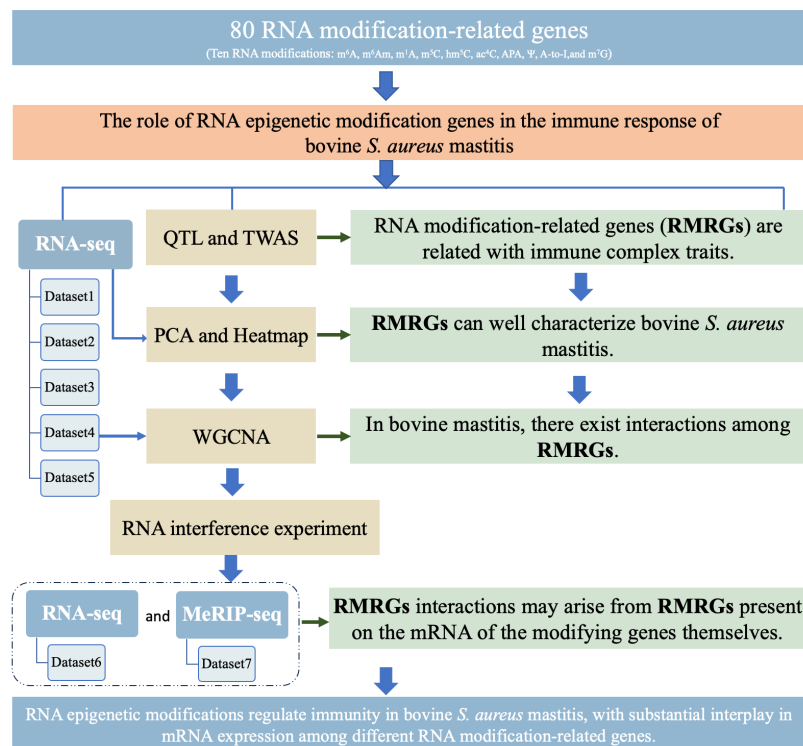 80 RNA modification-related genes
(Ten RNA modifications: m⁶A, m⁶Am, m¹A, m⁵C, hm⁵C, ac⁴C, APA, Ψ, A-to-I,and m⁷G)
The role of RNA epigenetic modification genes in the immune response of
bovine S. aureus mastitis
RNA-seq
Dataset1
Dataset2
Dataset3
Dataset4
Dataset5
QTL and TWAS
RNA modification-related genes (RMRGs) are
related with immune complex traits.
PCA and Heatmap
RMRGs can well characterize bovine S. aureus
mastitis.
WGCNA
In bovine mastitis, there exist interactions among
RMRGs.
RNA interference experiment
RNA-seq and MeRIP-seq
Dataset6
Dataset7
RMRGs interactions may arise from RMRGs present
on the mRNA of the modifying genes themselves.
RNA epigenetic modifications regulate immunity in bovine S. aureus mastitis, with substantial interplay in
mRNA expression among different RNA modification-related genes.